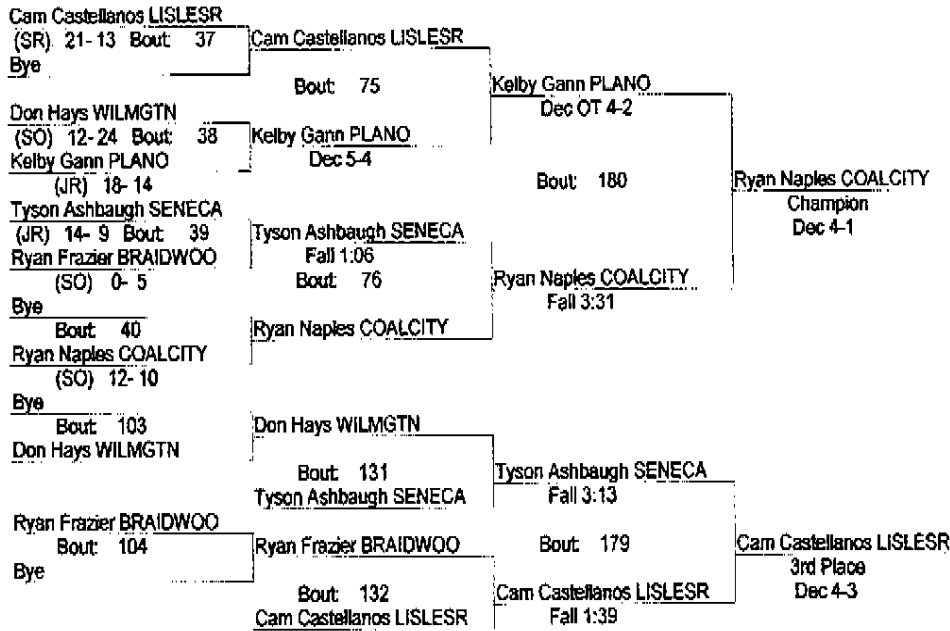 Cam Castellanos LISLESR
(SR) 21-13 Bout: 37
Bye
Cam Castellanos LISLESR
Bout: 75
Don Hays WILMGTN
(SO) 12-24 Bout: 38
Kelby Gann PLANO
(JR) 18-14
Kelby Gann PLANO
Dec 5-4
Kelby Gann PLANO
Dec OT 4-2
Bout: 180
Tyson Ashbaugh SENECA
(JR) 14-9 Bout: 39
Ryan Frazier BRAIDWOO
(SO) 0-5
Tyson Ashbaugh SENECA
Fall 1:06
Bout: 76
Bye
Bout: 40
Ryan Naples COALCITY
(SO) 12-10
Ryan Naples COALCITY
Ryan Naples COALCITY
Fall 3:31
Ryan Naples COALCITY
Champion
Dec 4-1
Bye
Bout: 103
Don Hays WILMGTN
Don Hays WILMGTN
Bout: 131
Tyson Ashbaugh SENECA
Tyson Ashbaugh SENECA
Fall 3:13
Bout: 179
Ryan Frazier BRAIDWOO
Bout: 104
Bye
Ryan Frazier BRAIDWOO
Bout: 132
Cam Castellanos LISLESR
Cam Castellanos LISLESR
Fall 1:39
Cam Castellanos LISLESR
3rd Place
Dec 4-3